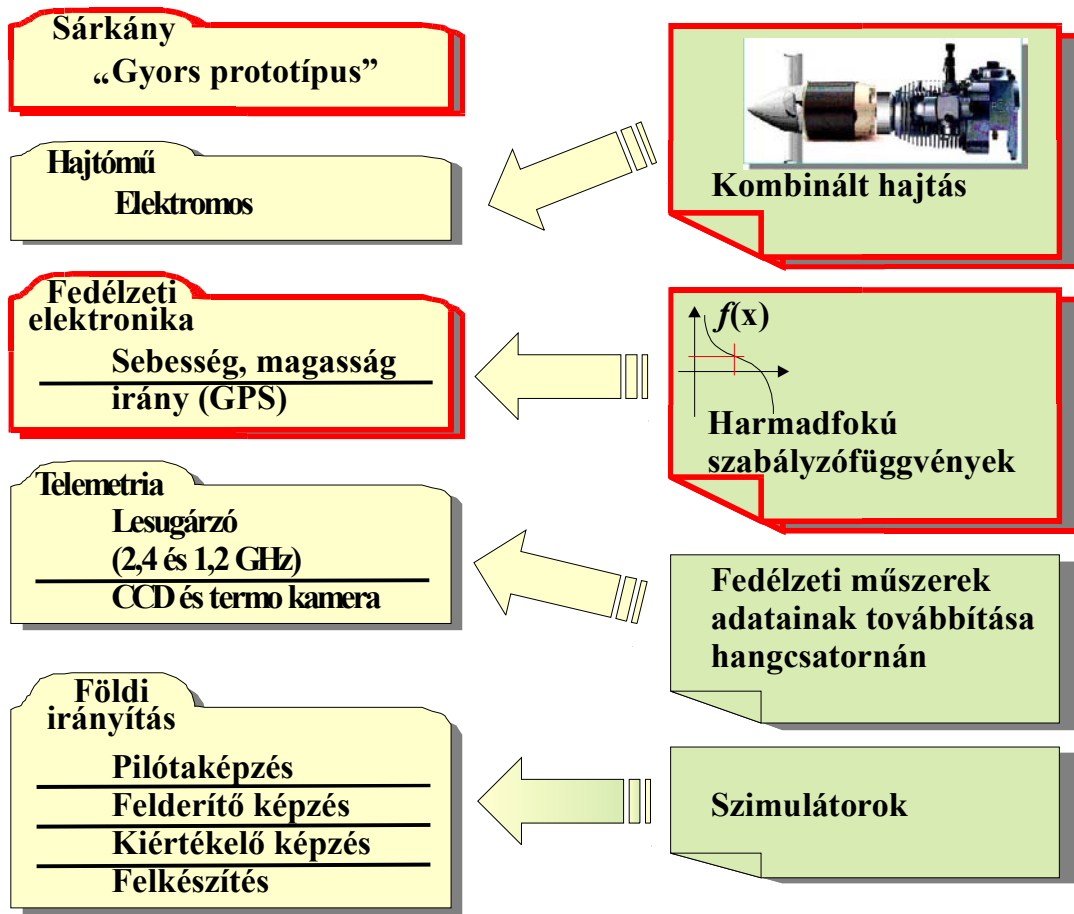 Sárkány
„Gyors prototípus”
Hajtómű
Elektromos
Fedélzeti
elektronika
Sebesség, magasság
irány (GPS)
Telemetria
Lesugárzó
(2,4 és 1,2 GHz)
CCD és termo kamera
Földi
irányítás
Pilótaképzés
Felderítő képzés
Kiértékelő képzés
Felkészítés
Kombinált hajtás
f(x)
Harmadfokú
szabályzófüggvények
Fedélzeti műszerek
adatainak továbbítása
hangcsatornán
Szimulátorok